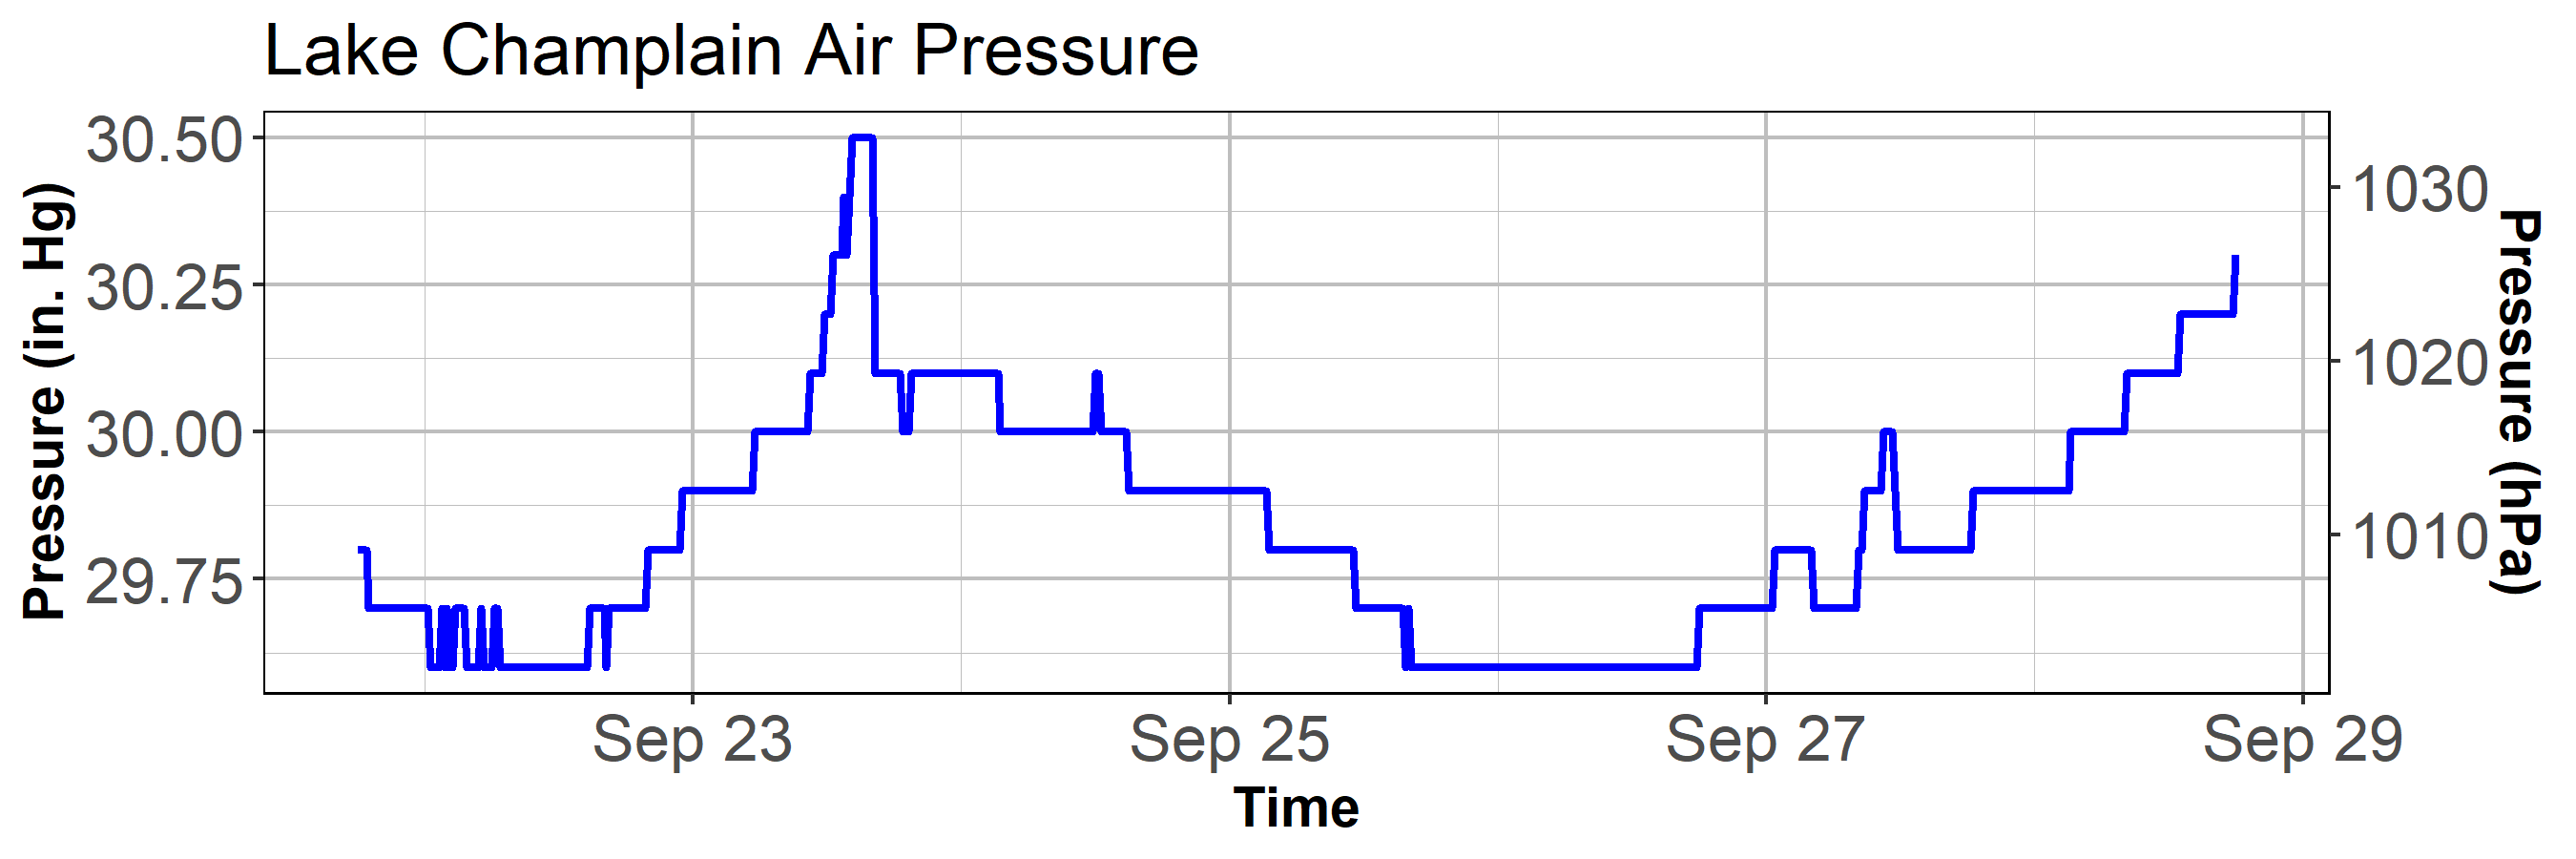 Lake Champlain Air Pressure
Pressure (in. Hg)
30.50
30.25
30.00
29.75
1030
1020
1010
Pressure (hPa)
Sep 23
Sep 25
Sep 27
Sep 29
Time